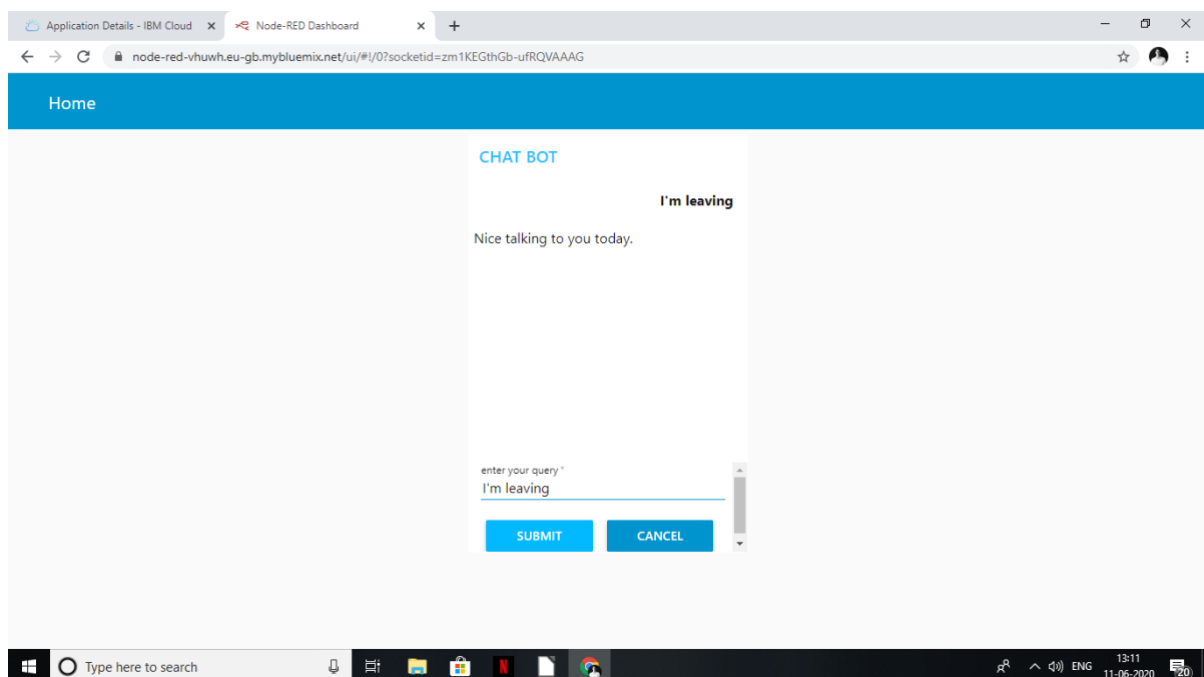 Application Details - IBM Cloud
Node-RED Dashboard
node-red-vhuwh.eu-gb.mybluemix.net/ui/#!/0?socketid=zm1KEGthGb-ufRQVAAAG
Home
CHAT BOT
I'm leaving
Nice talking to you today.
enter your query *
I'm leaving
SUBMIT CANCEL
Type here to search
ENG
13:11
11-06-2020
20